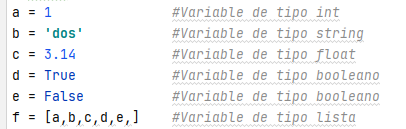 a = 1 #Variable de tipo int
b = 'dos' #Variable de tipo string
c = 3.14 #Variable de tipo float
d = True #Variable de tipo booleano
e = False #Variable de tipo booleano
f = [a,b,c,d,e,] #Variable de tipo lista